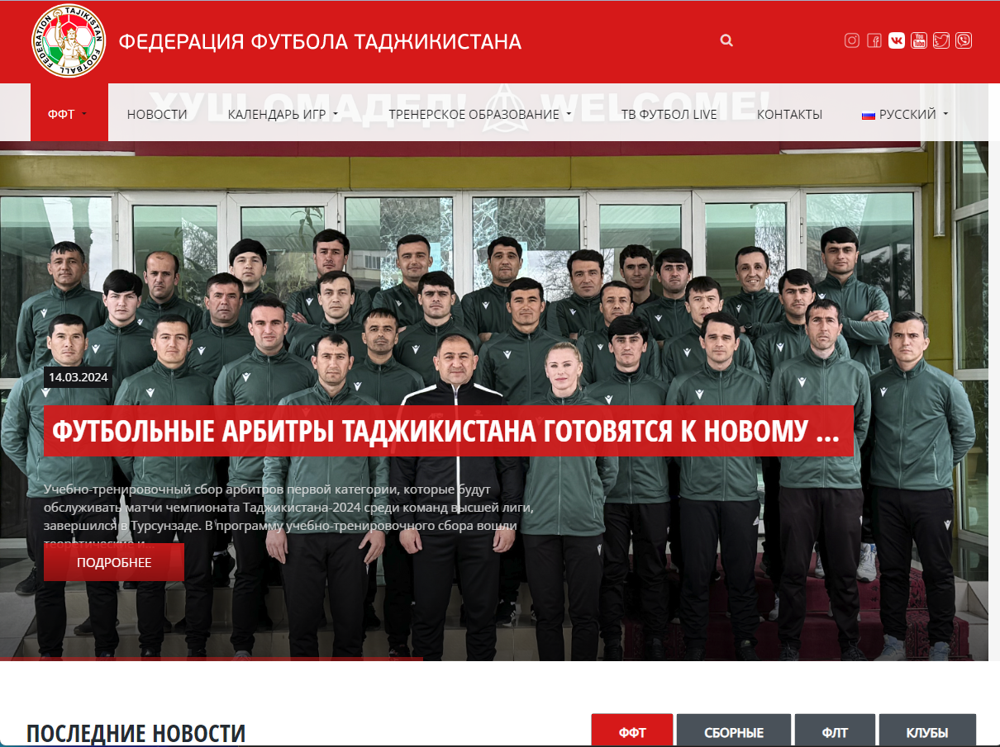 TAJIKISTAN FOOTBALL FEDERATION
ФЕДЕРАЦИЯ ФУТБОЛА ТАДЖИКИСТАНА
You Tube
ХУШ ОМАДЕД! WELCOME!
ФФТ НОВОСТИ КАЛЕНДАРЬ ИГР ТРЕНЕРСКОЕ ОБРАЗОВАНИЕ ТВ ФУТБОЛ LIVE КОНТАКТЫ РУССКИЙ
14.03.2024
ФУТБОЛЬНЫЕ АРБИТРЫ ТАДЖИКИСТАНА ГОТОВЯТСЯ К НОВОМУ ...
Учебно-тренировочный сбор арбитров первой категории, которые будут
обслуживать матчи чемпионата Таджикистана-2024 среди команд высшей лиги,
завершился в Турсунзаде. В программу учебно-тренировочного сбора вошли
теоретические и...
ПОДРОБНЕЕ
ПОСЛЕДНИЕ НОВОСТИ
ФФТ СБОРНЫЕ ФЛТ КЛУБЫ